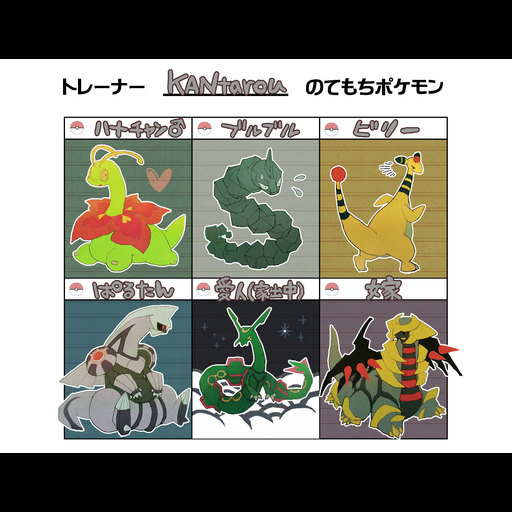 トレーナー KANtarou のてもちポケモン
ハナチャン♂ ブルブル ビリー
ぱるたん 愛人(家出中) 嫁